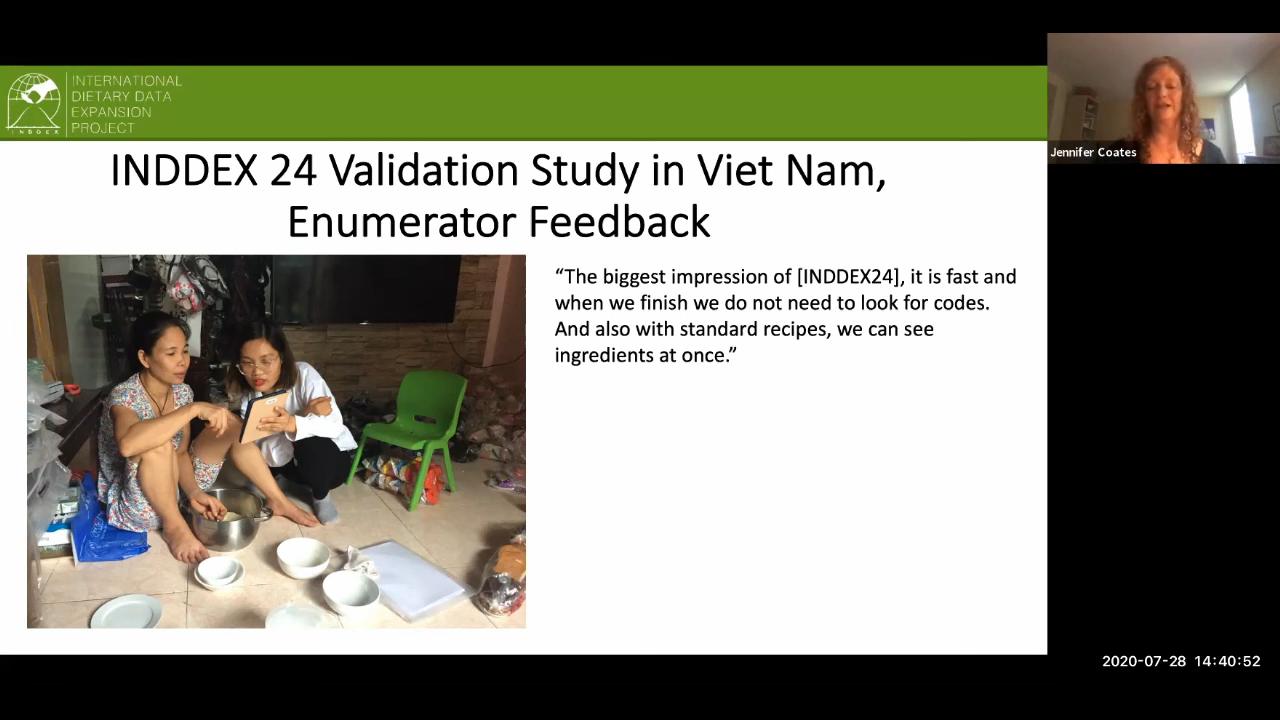 INTERNATIONAL
DIETARY DATA
EXPANSION
PROJECT
INDDEX
INDDEX 24 Validation Study in Viet Nam,
Enumerator Feedback
“The biggest impression of [INDDEX24], it is fast and
when we finish we do not need to look for codes.
And also with standard recipes, we can see
ingredients at once.”
Jennifer Coates
2020-07-28 14:40:52